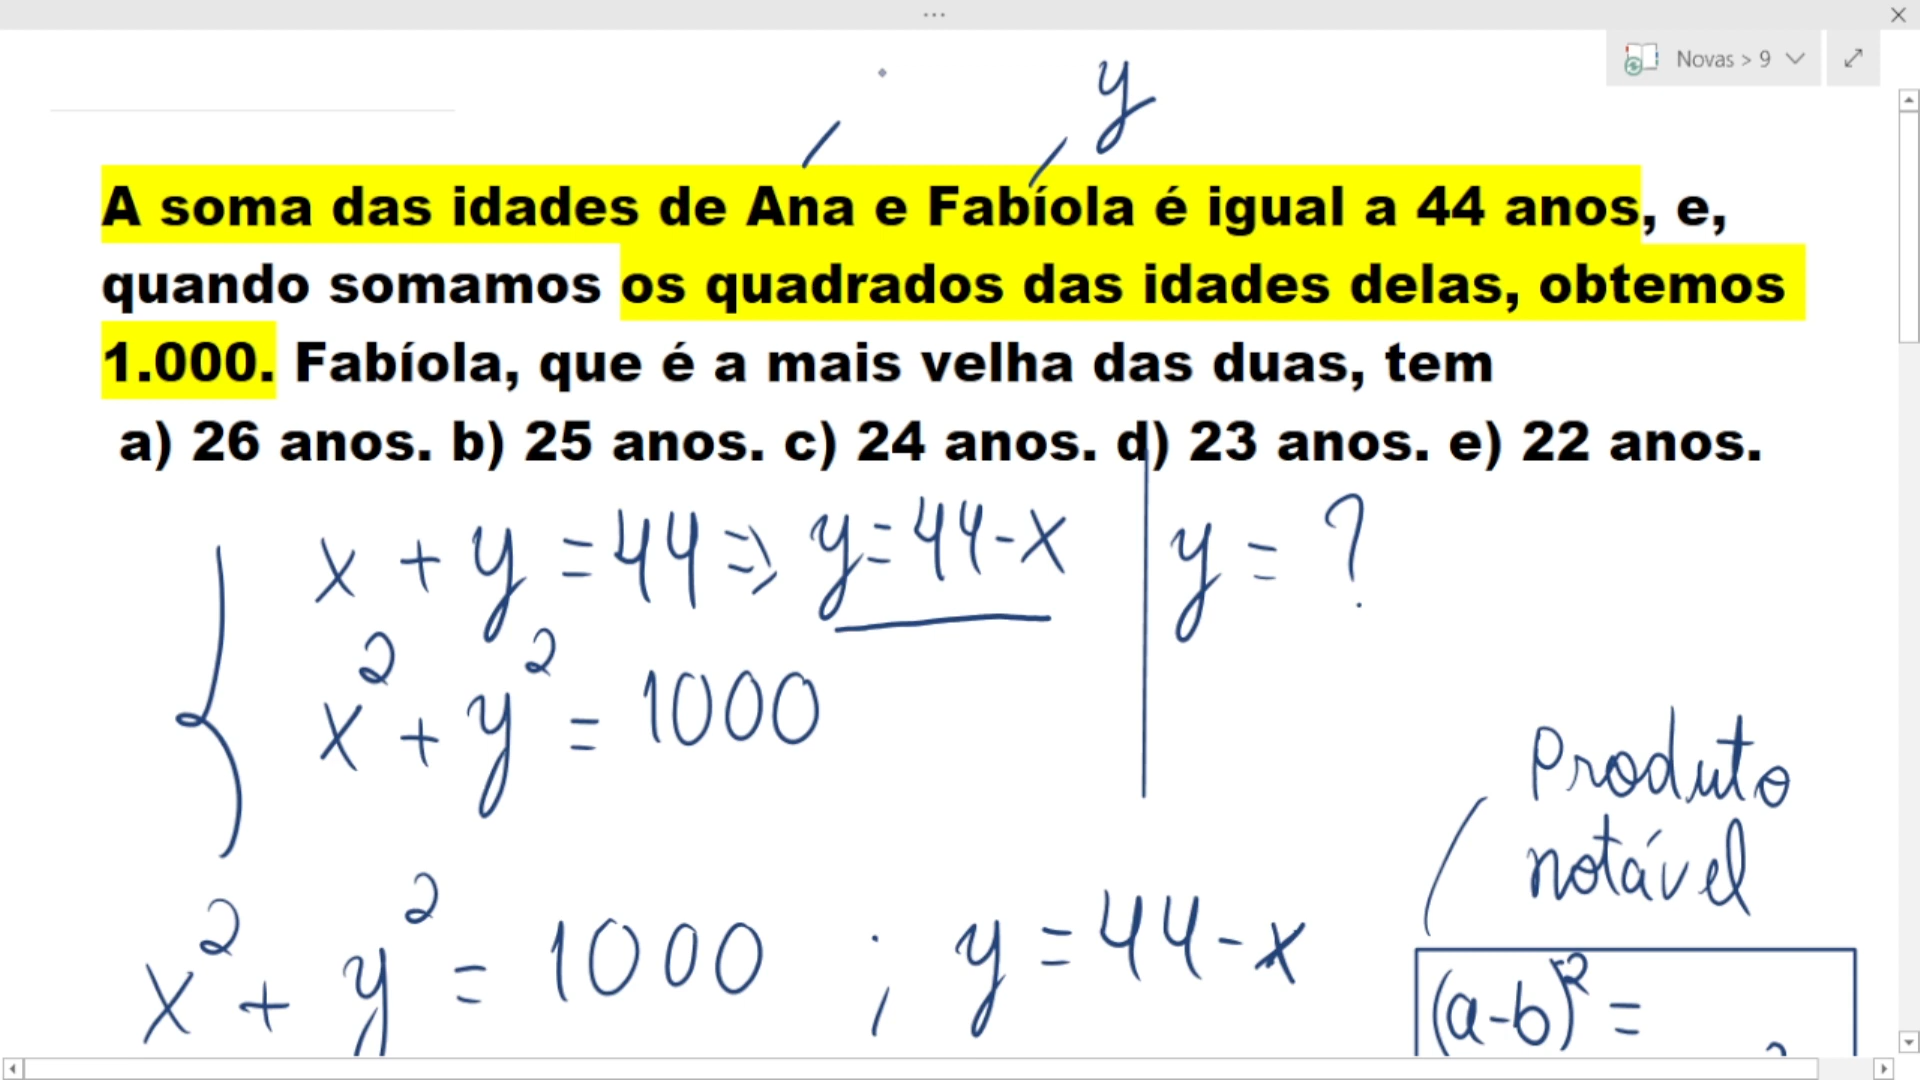 Novas > 9
y
A soma das idades de Ana e Fabíola é igual a 44 anos, e,
quando somamos os quadrados das idades delas, obtemos
1.000. Fabíola, que é a mais velha das duas, tem
a) 26 anos. b) 25 anos. c) 24 anos. d) 23 anos. e) 22 anos.
x + y = 44 => y = 44 - x
y = ?
x² + y² = 1000
Produto
notável
x² + y² = 1000 ; y = 44 - x
(a-b)² =